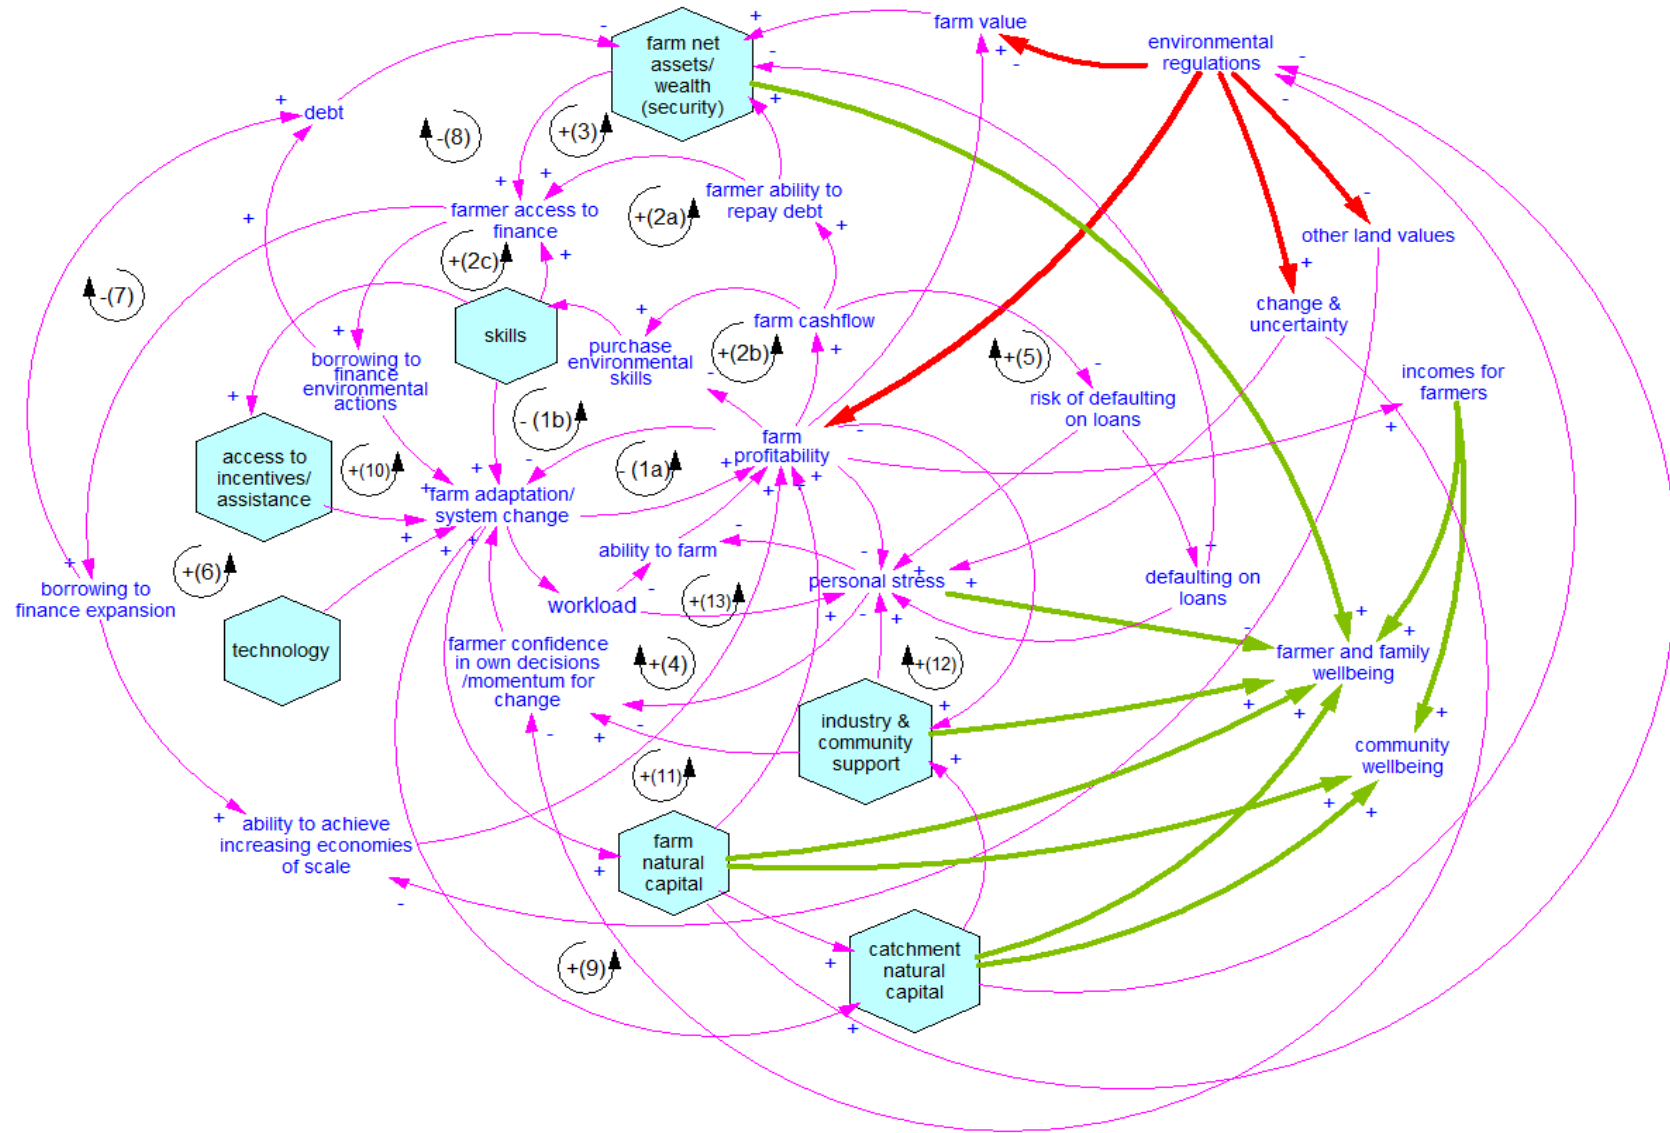 farm value
environmental
regulations
farm net
assets/
wealth
(security)
debt
-(8)
+(3)
farmer ability to
repay debt
farmer access to
finance
+(2a)
+(2c)
other land values
-(7)
change &
uncertainty
skills
farm cashflow
purchase
environmental
skills
+(2b)
+(5)
borrowing to
finance
environmental
actions
incomes for
farmers
risk of defaulting
on loans
- (1b)
farm
profitability
access to
incentives/
assistance
+(10)
- (1a)
farm adaptation/
system change
ability to farm
+(6)
personal stress
defaulting on
loans
borrowing to
finance expansion
workload
+(13)
technology
farmer confidence
in own decisions
/momentum for
change
+(4)
+(12)
farmer and family
wellbeing
industry &
community
support
community
wellbeing
+(11)
ability to achieve
increasing economies
of scale
farm
natural
capital
+(9)
catchment
natural
capital